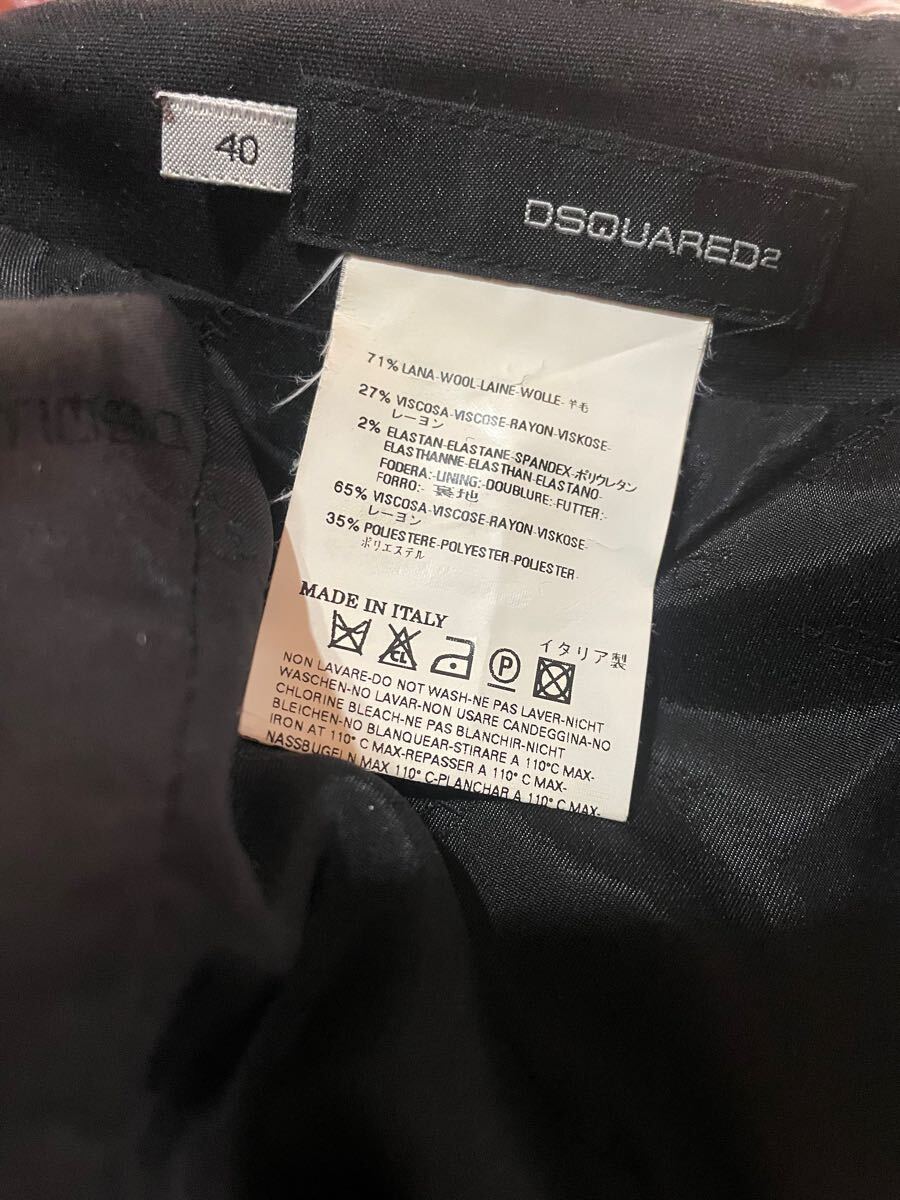 40
DSQUARED2
71% LANA-WOOL-LAINE-WOLLE-羊毛
27% VISCOSA-VISCOSE-RAYON-VISKOSE-
レーヨン
2% ELASTAN-ELASTANE-SPANDEX-ポリウレタン
ELASTHANNE-ELASTHAN-ELASTANO-
FODERA:-LINING:-DOUBLURE:-FUTTER:-
FORRO:- 裏地
65% VISCOSA-VISCOSE-RAYON-VISKOSE-
レーヨン
35% POLIESTERE-POLYESTER-POLIESTER-
ポリエステル
MADE IN ITALY
イタリア製
CL
P
NON LAVARE-DO NOT WASH-NE PAS LAVER-NICHT
WASCHEN-NO LAVAR-NON USARE CANDEGGINA-NO
CHLORINE BLEACH-NE PAS BLANCHIR-NICHT
BLEICHEN-NO BLANQUEAR-STIRARE A 110°C MAX-
IRON AT 110° C MAX-REPASSER A 110° C MAX-
NASSBUGELN MAX 110° C-PLANCHAR A 110° C MAX-